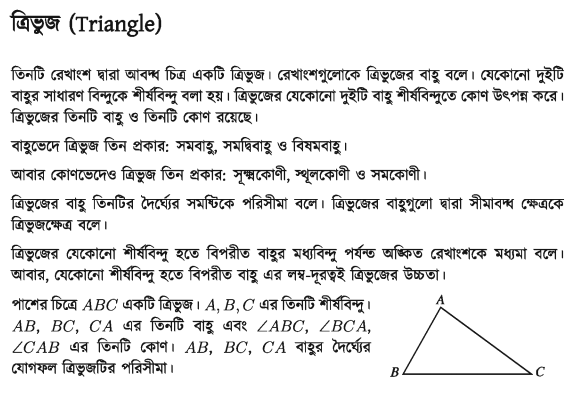 ত্রিভুজ (Triangle)
তিনটি রেখাংশ দ্বারা আবদ্ধ চিত্র একটি ত্রিভুজ। রেখাংশগুলোকে ত্রিভুজের বাহু বলে। যেকোনো দুইটি
বাহুর সাধারণ বিন্দুকে শীর্ষবিন্দু বলা হয়। ত্রিভুজের যেকোনো দুইটি বাহু শীর্ষবিন্দুতে কোণ উৎপন্ন করে।
ত্রিভুজের তিনটি বাহু ও তিনটি কোণ রয়েছে।
বাহুভেদে ত্রিভুজ তিন প্রকার: সমবাহু, সমদ্বিবাহু ও বিষমবাহু।
আবার কোণভেদেও ত্রিভুজ তিন প্রকার: সূক্ষ্মকোণী, স্থূলকোণী ও সমকোণী।
ত্রিভুজের বাহু তিনটির দৈর্ঘ্যের সমষ্টিকে পরিসীমা বলে। ত্রিভুজের বাহুগুলো দ্বারা সীমাবদ্ধ ক্ষেত্রকে
ত্রিভুজক্ষেত্র বলে।
ত্রিভুজের যেকোনো শীর্ষবিন্দু হতে বিপরীত বাহুর মধ্যবিন্দু পর্যন্ত অঙ্কিত রেখাংশকে মধ্যমা বলে।
আবার, যেকোনো শীর্ষবিন্দু হতে বিপরীত বাহু এর লম্ব-দূরত্বই ত্রিভুজের উচ্চতা।
পাশের চিত্রে ABC একটি ত্রিভুজ। A, B, C এর তিনটি শীর্ষবিন্দু।
AB, BC, CA এর তিনটি বাহু এবং ∠ABC, ∠BCA,
∠CAB এর তিনটি কোণ। AB, BC, CA বাহুর দৈর্ঘ্যের
যোগফল ত্রিভুজটির পরিসীমা।
A
B
C